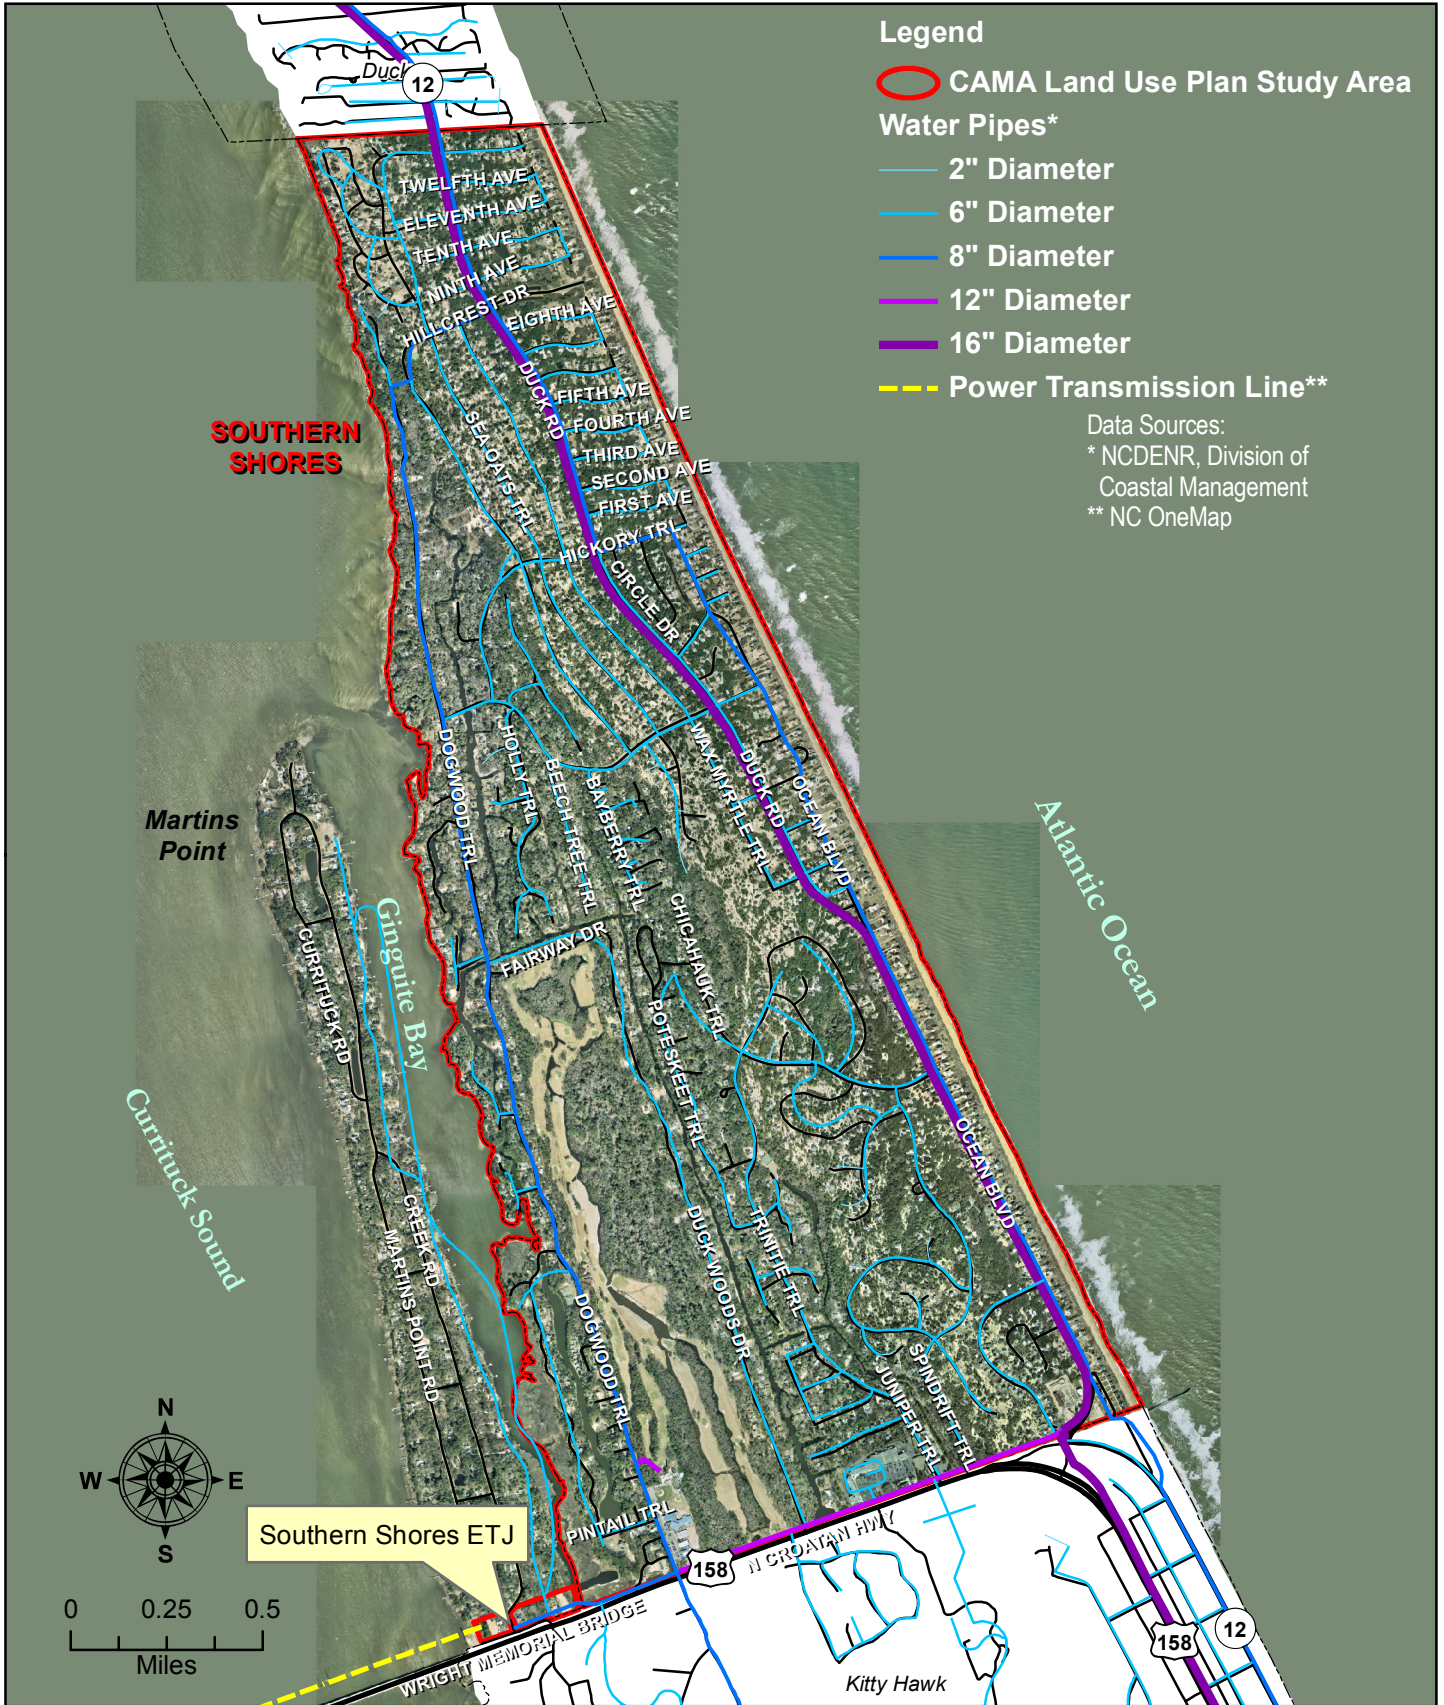 Legend
CAMA Land Use Plan Study Area
Water Pipes*
2" Diameter
6" Diameter
8" Diameter
12" Diameter
16" Diameter
Power Transmission Line**
Data Sources:
* NCDENR, Division of
Coastal Management
** NC OneMap
Duck
12
TWELFTH AVE
ELEVENTH AVE
TENTH AVE
NINTH AVE
HILLCREST DR
EIGHTH AVE
DUCK RD
FIFTH AVE
FOURTH AVE
THIRD AVE
SECOND AVE
FIRST AVE
SEA OATS TRL
HICKORY TRL
CIRCLE DR
SOUTHERN
SHORES
DOGWOOD TRL
HOLLY TRL
BEECH TREE TRL
BAYBERRY TRL
WAX MYRTLE TRL
DUCK RD
OCEAN BLVD
Martins
Point
Atlantic Ocean
CURRITUCK RD
Ginguite Bay
FAIRWAY DR
CHICAHAUK TRL
POTESKEET TRL
Currituck Sound
OCEAN BLVD
CREEK RD
MARTINS POINT RD
DUCK WOODS DR
TRINITIE TRL
DOGWOOD TRL
JUNIPER TRL
SPINDRIFT TRL
N
W
E
S
Southern Shores ETJ
PINTAIL TRL
158
N CROATAN HWY
WRIGHT MEMORIAL BRIDGE
0 0.25 0.5
Miles
158
12
Kitty Hawk